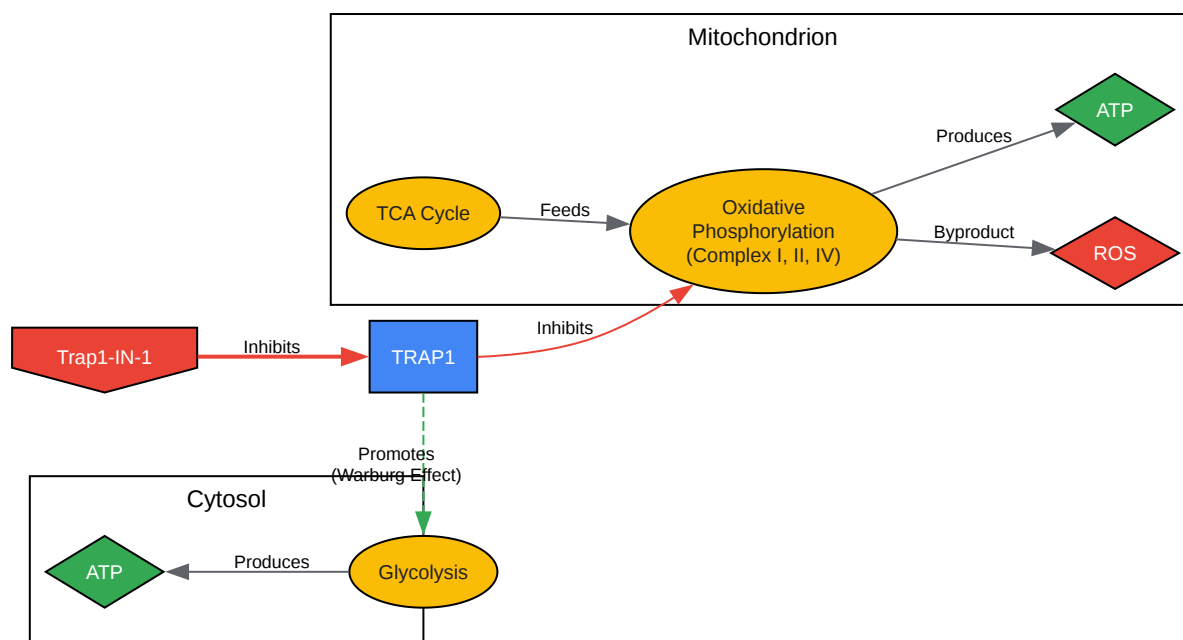 Mitochondrion
ATP
Produces
TCA Cycle
Feeds
Oxidative
Phosphorylation
(Complex I, II, IV)
Byproduct
ROS
Inhibits
Trap1-IN-1
Inhibits
TRAP1
Promotes
(Warburg Effect)
Cytosol
ATP
Produces
Glycolysis